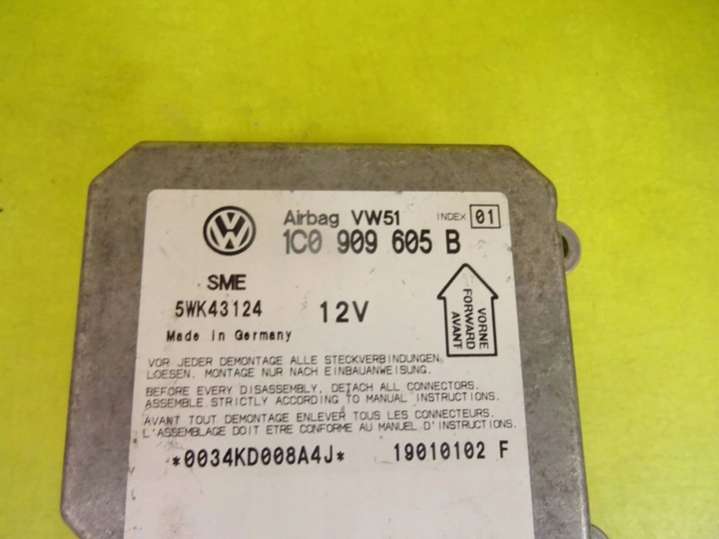 Airbag VW51 INDEX 01
1C0 909 605 B
SME
5WK43124 12V
Made in Germany
VORNE
FORWARD
AVANT
VOR JEDER DEMONTAGE ALLE STECKVERBINDUNGEN
LOESEN, MONTAGE NUR NACH EINBAUANWEISUNG.
BEFORE EVERY DISASSEMBLY, DETACH ALL CONNECTORS.
ASSEMBLE STRICTLY ACCORDING TO MANUAL INSTRUCTIONS.
AVANT TOUT DEMONTAGE ENLEVER TOUS LES CONNECTEURS.
L'ASSEMBLAGE DOIT ETRE CONFORME AU MANUEL D'INSTRUCTIONS.
*0034KD008A4J* 19010102 F